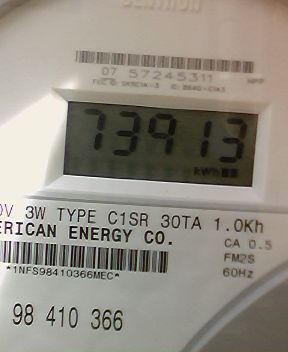 CENTRON
07 57245311
73913
kWh
0V 3W TYPE C1SR 30TA 1.0Kh
ERICAN ENERGY CO.
CA 0.5
FM2S
60Hz
*1NFS98410366MEC*
98 410 366